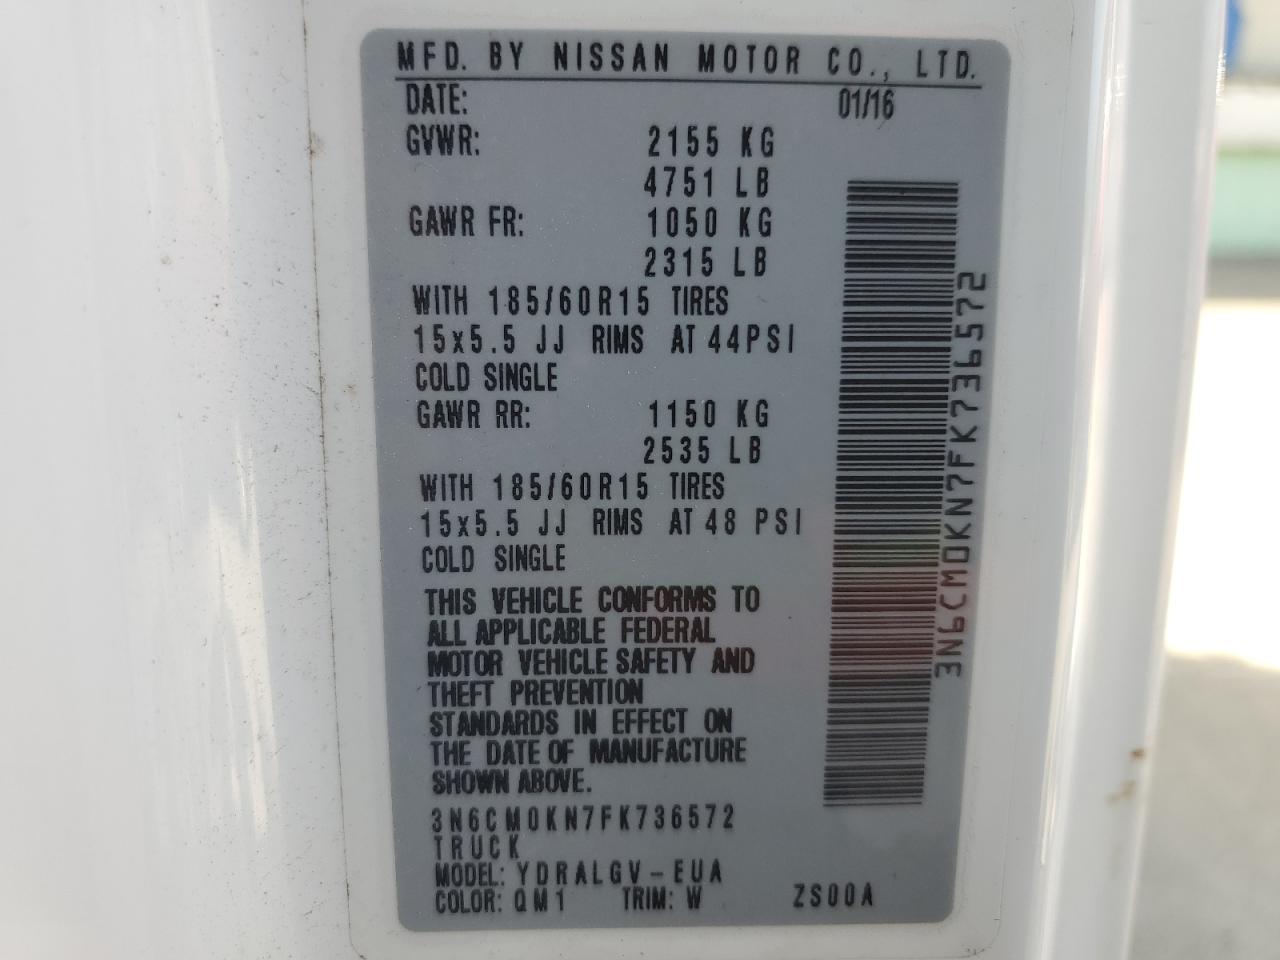 MFD. BY NISSAN MOTOR CO., LTD.
DATE: 01/16
GVWR: 2155 KG
4751 LB
GAWR FR: 1050 KG
2315 LB
WITH 185/60R15 TIRES
15x5.5 JJ RIMS AT 44PSI
COLD SINGLE
GAWR RR: 1150 KG
2535 LB
WITH 185/60R15 TIRES
15x5.5 JJ RIMS AT 48 PSI
COLD SINGLE
THIS VEHICLE CONFORMS TO
ALL APPLICABLE FEDERAL
MOTOR VEHICLE SAFETY AND
THEFT PREVENTION
STANDARDS IN EFFECT ON
THE DATE OF MANUFACTURE
SHOWN ABOVE.
3N6CM0KN7FK736572
TRUCK
MODEL: YDRALGV-EUA
COLOR: QM1 TRIM: W ZS00A
3N6CM0KN7FK736572